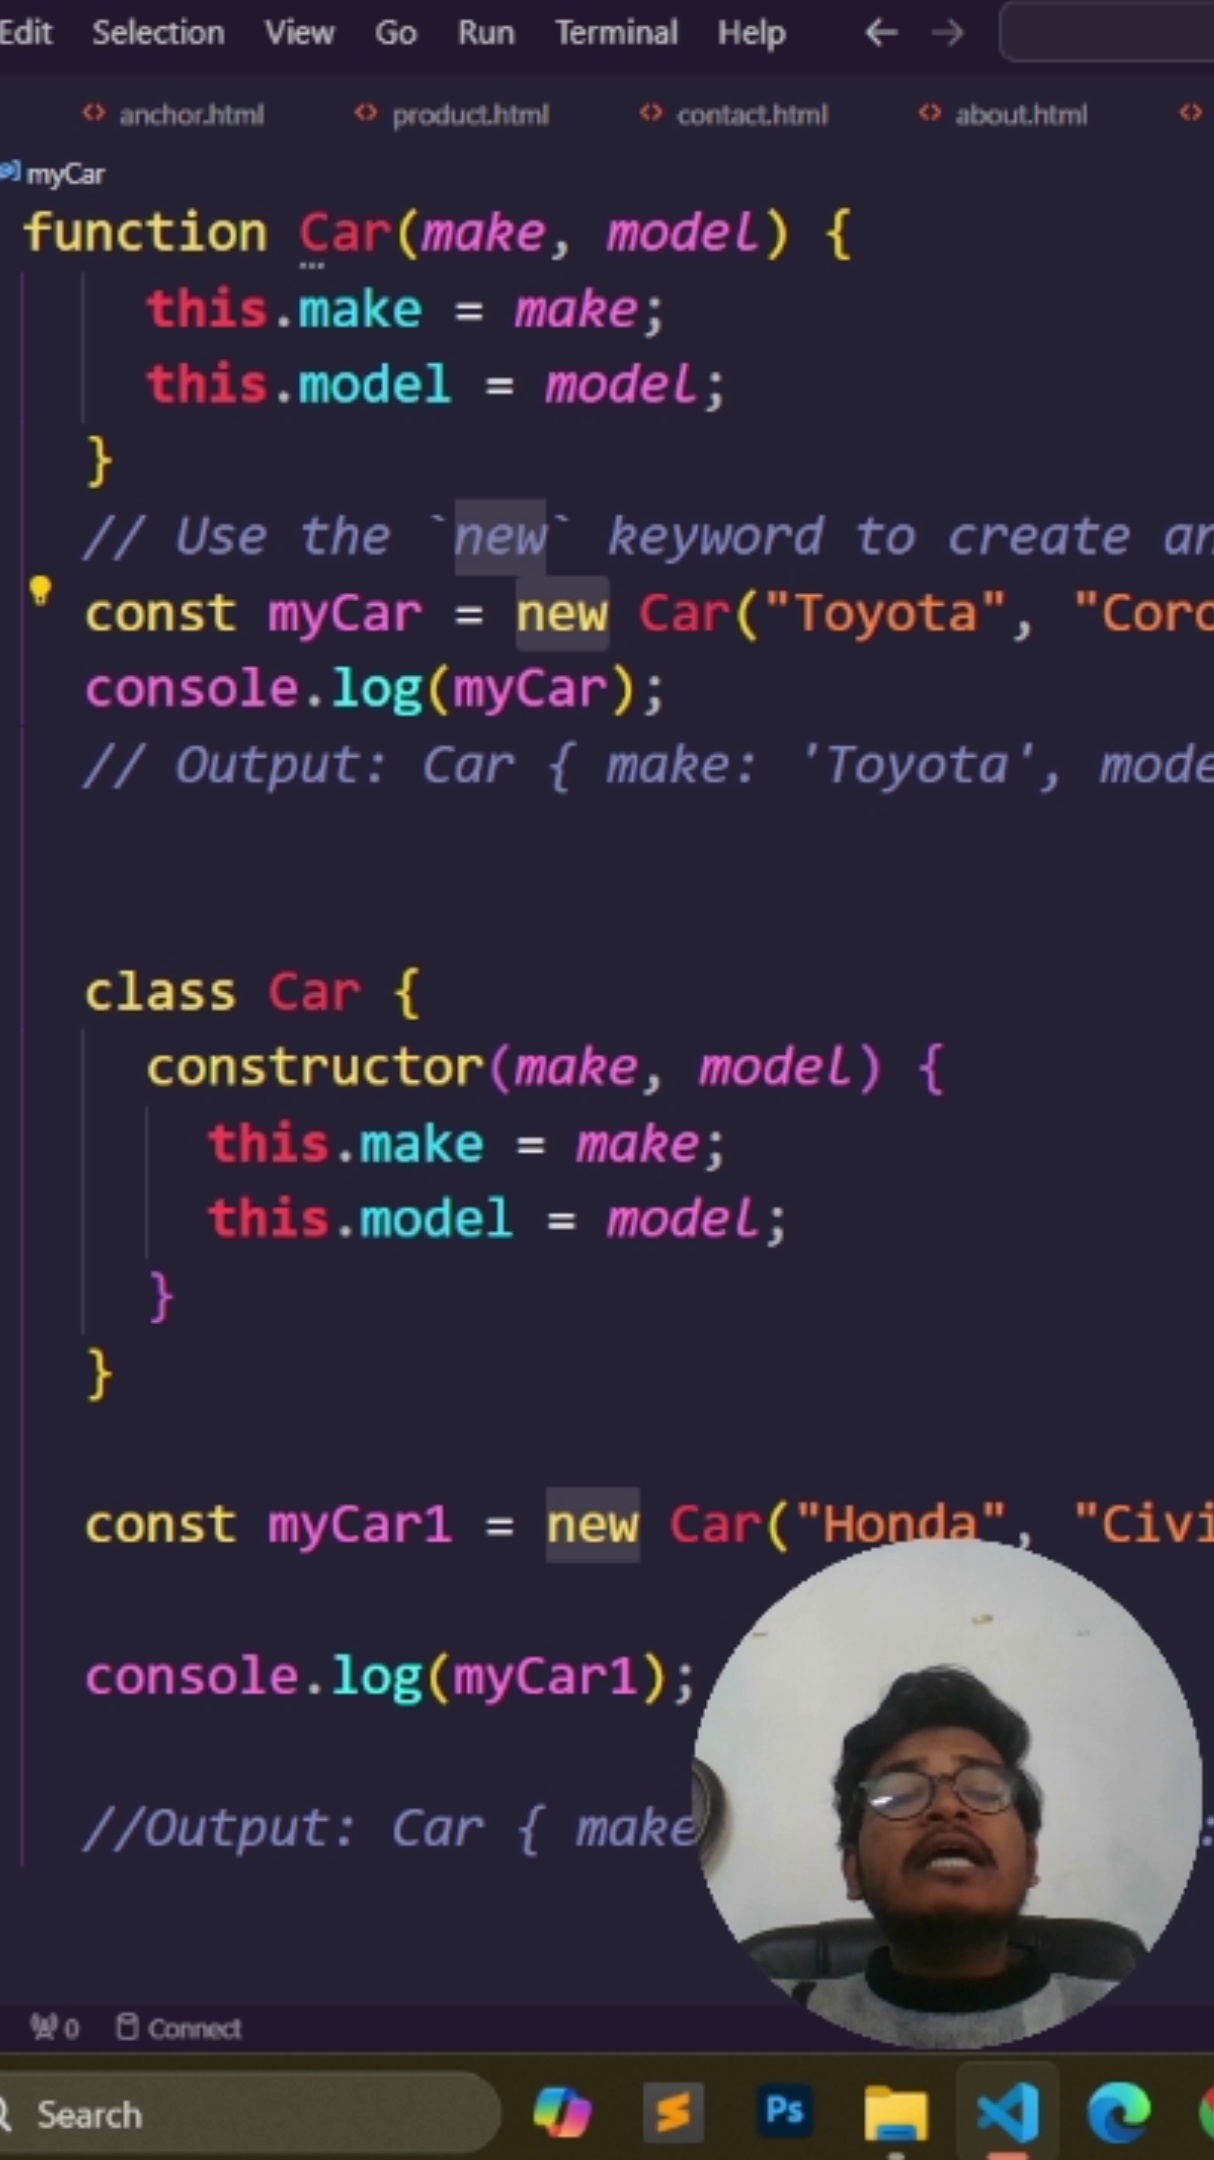 Edit Selection View Go Run Terminal Help
anchor.html product.html contact.html about.html
myCar
function Car(make, model) {
this.make = make;
this.model = model;
}
// Use the `new` keyword to create an
const myCar = new Car("Toyota", "Coro
console.log(myCar);
// Output: Car { make: 'Toyota', mode
class Car {
constructor(make, model) {
this.make = make;
this.model = model;
}
}
const myCar1 = new Car("Honda", "Civi
console.log(myCar1);
//Output: Car { make :
0 Connect
Search
Ps